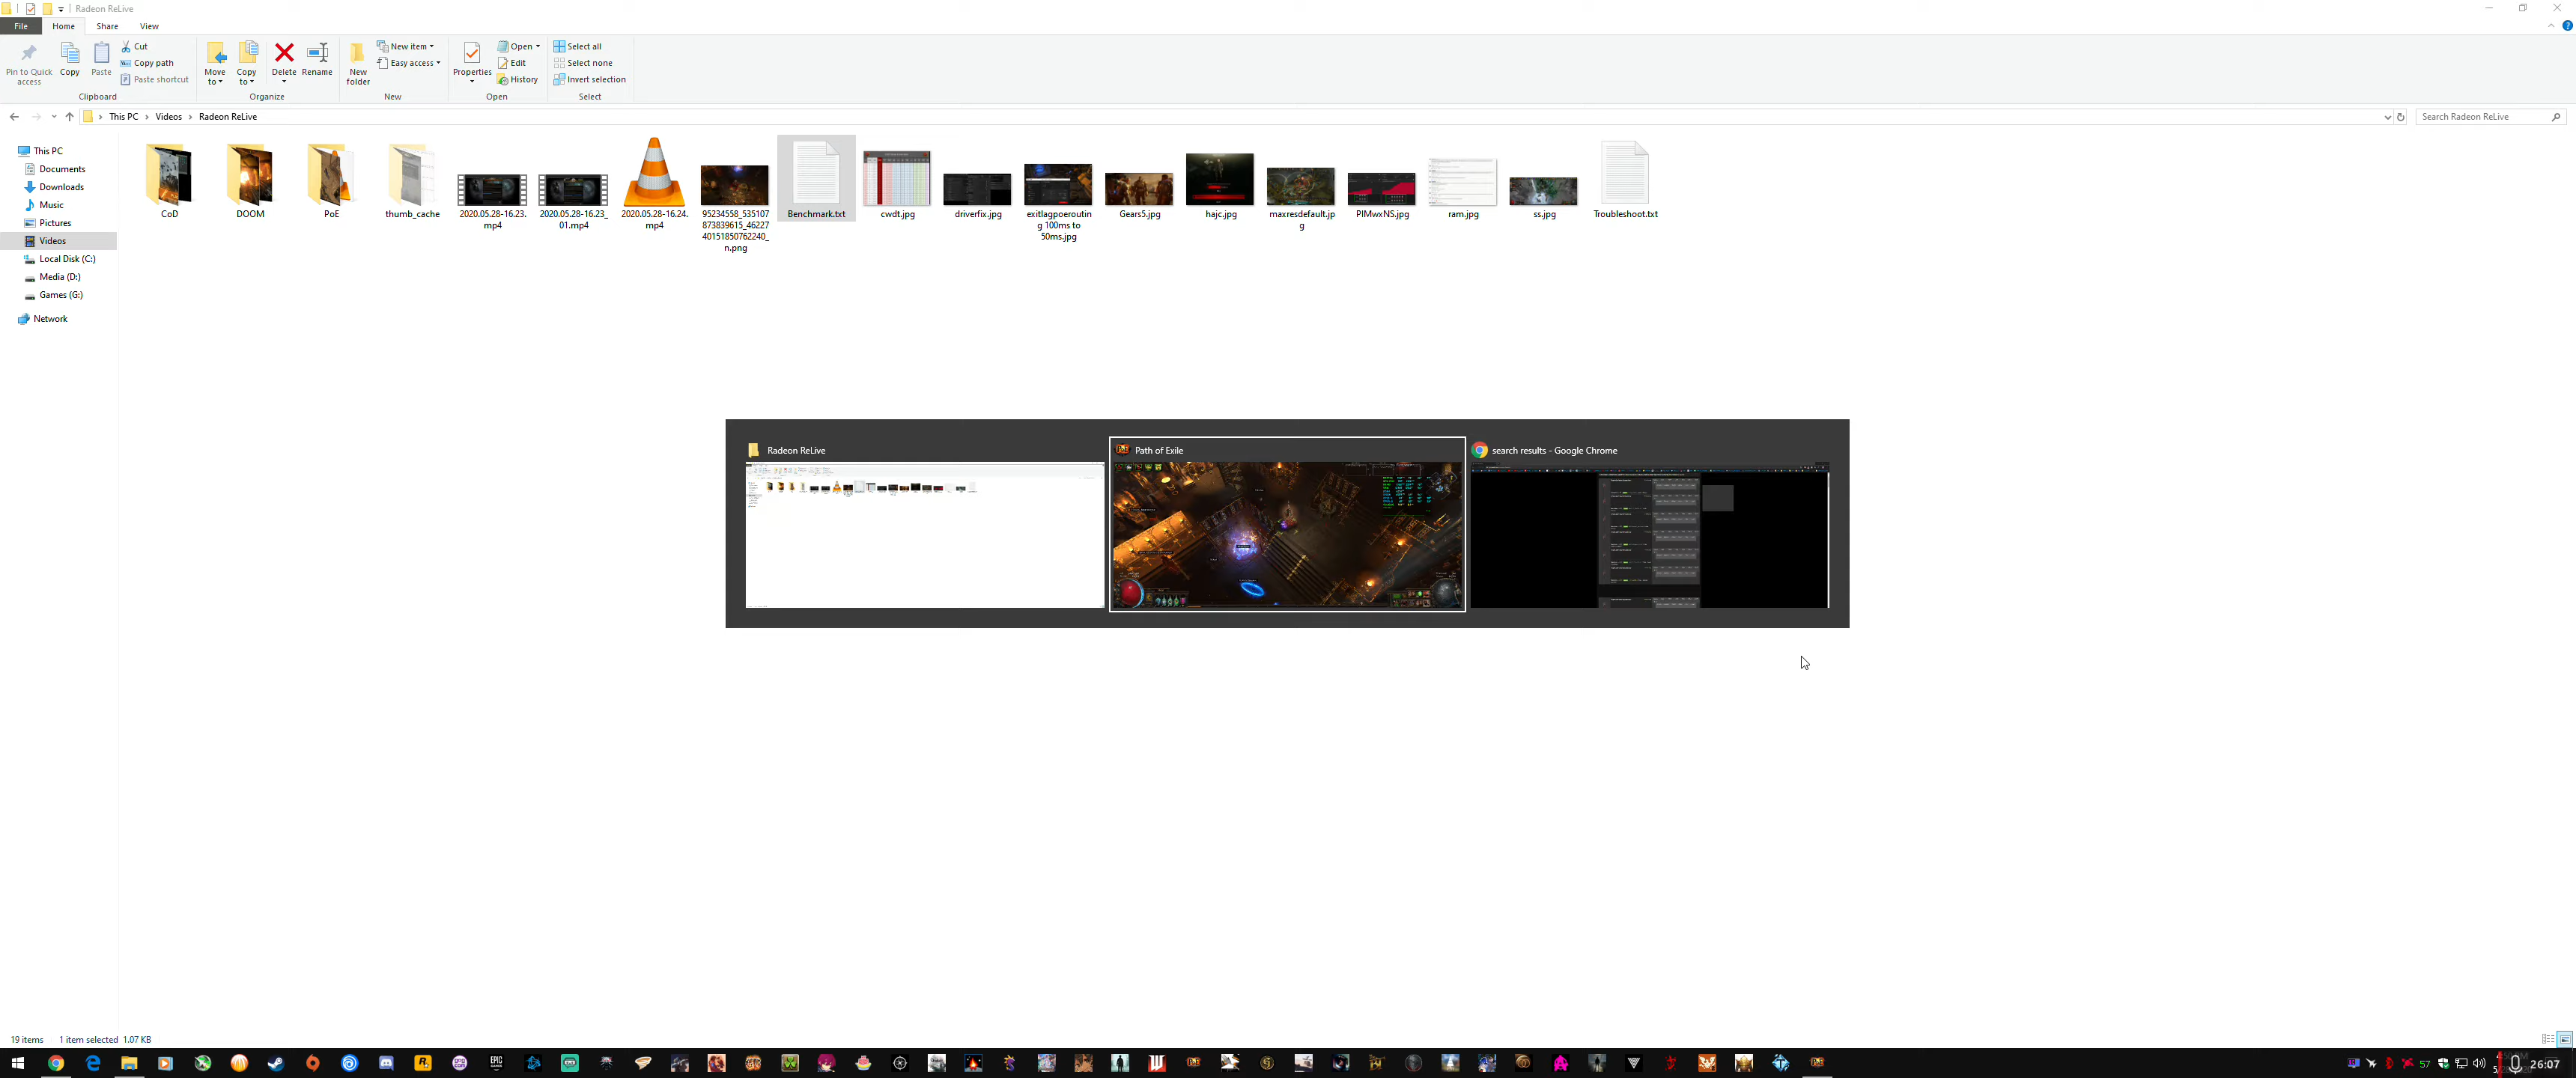 Radeon ReLive
File Home Share View
Pin to Quick access
Copy
Paste
Cut
Copy path
Paste shortcut
Clipboard
Move to
Copy to
Delete
Rename
Organize
New folder
New item
Easy access
New
Properties
Open
Edit
History
Open
Select all
Select none
Invert selection
Select
This PC Videos Radeon ReLive
Search Radeon ReLive
This PC
Documents
Downloads
Music
Pictures
Videos
Local Disk (C:)
Media (D:)
Games (G:)
Network
CoD
DOOM
PoE
thumb_cache
2020.05.28-16.23.
mp4
2020.05.28-16.23_
01.mp4
2020.05.28-16.24.
mp4
95234558_535107
873839615_46227
40151850762240_
n.png
Benchmark.txt
cwdt.jpg
driverfix.jpg
exitlagpoeroutin
g 100ms to
50ms.jpg
Gears5.jpg
hajc.jpg
maxresdefault.jp
g
PIMwxNS.jpg
ram.jpg
ss.jpg
Troubleshoot.txt
Radeon ReLive
Path of Exile
search results - Google Chrome
19 items 1 item selected 1.07 KB
EPIC GAMES
57
26:07